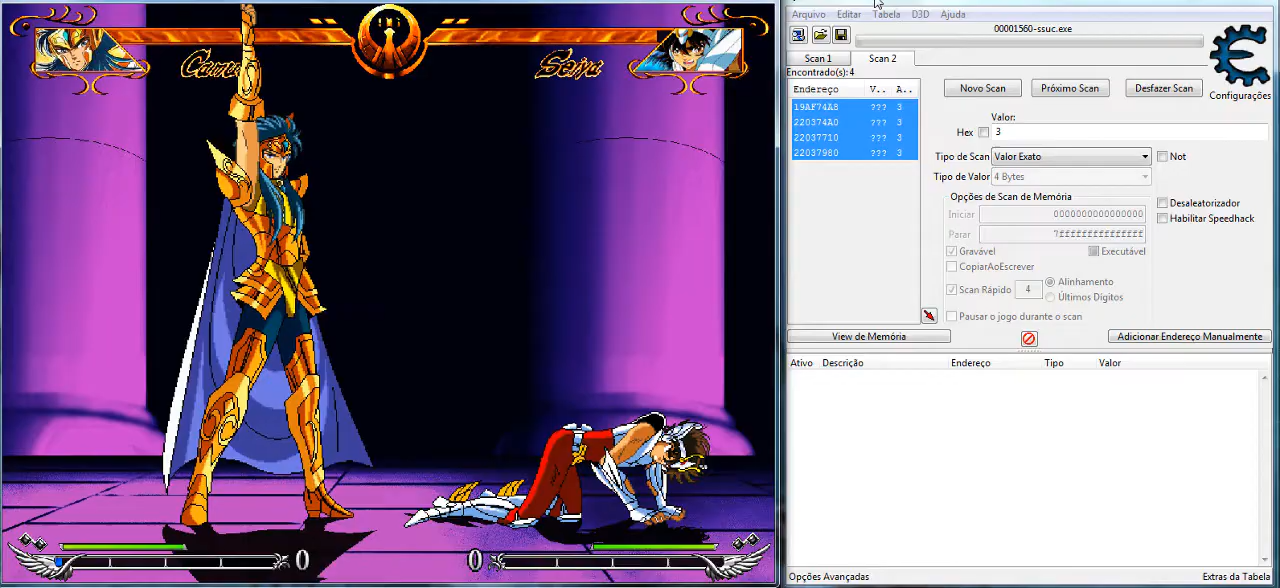 Camus
Seiya
0
0
Arquivo Editar Tabela D3D Ajuda
00001560-ssuc.exe
Scan 1 Scan 2
Encontrado(s):4
Endereço V.. A..
19AF74A8 ??? 3
220374A0 ??? 3
22037710 ??? 3
22037980 ??? 3
Novo Scan Próximo Scan Desfazer Scan
Configurações
Valor:
Hex 3
Tipo de Scan Valor Exato Not
Tipo de Valor 4 Bytes
Opções de Scan de Memória
Iniciar 0000000000000000
Parar 7fffffffffffffff
Desaleatorizador
Habilitar Speedhack
Gravável Executável
CopiarAoEscrever
Scan Rápido 4 Alinhamento
Últimos Dígitos
Pausar o jogo durante o scan
View de Memória Adicionar Endereço Manualmente
Ativo Descrição Endereço Tipo Valor
Opções Avançadas Extras da Tabela